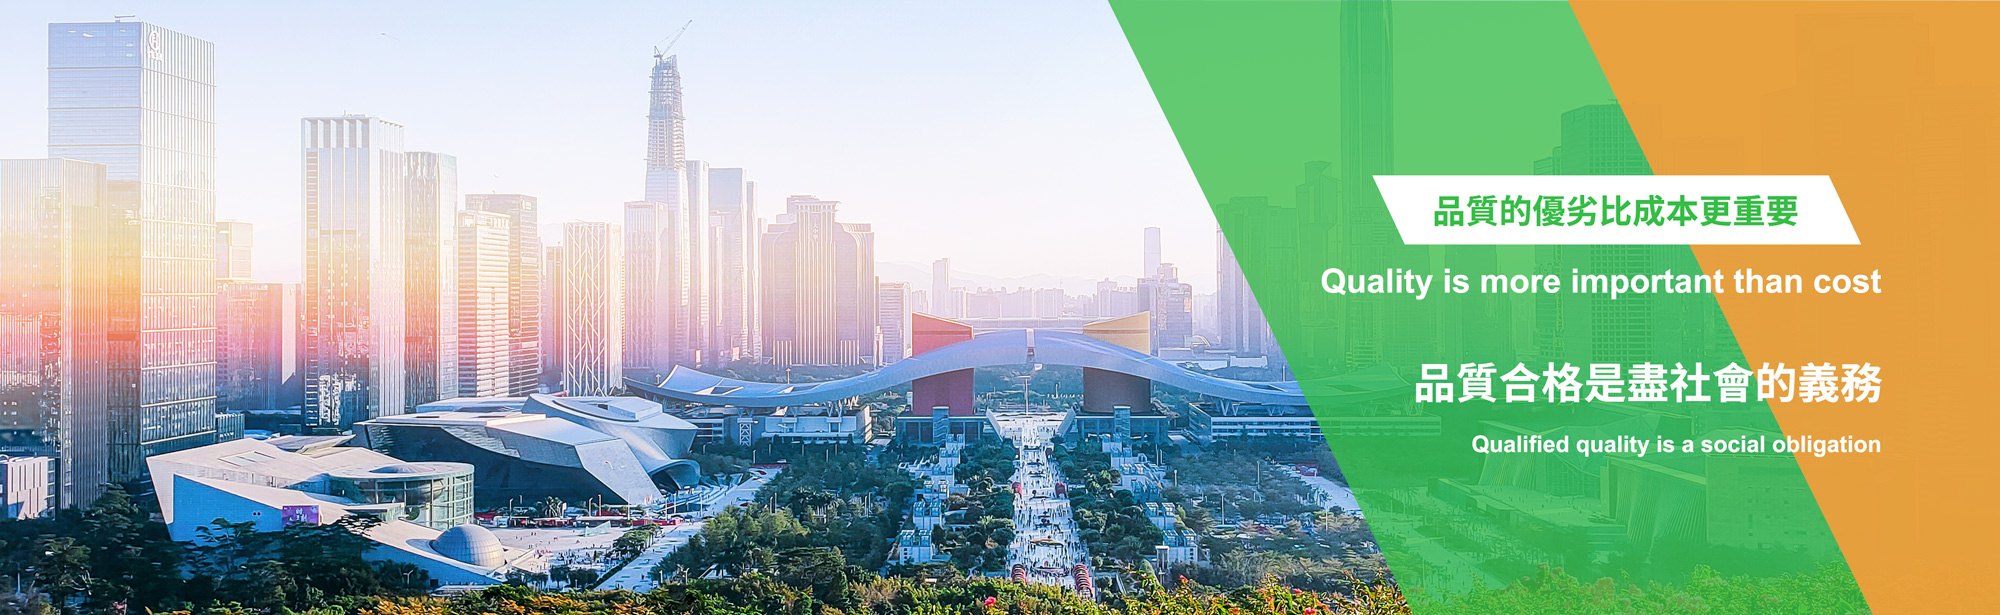 品質的優劣比成本更重要
Quality is more important than cost
品質合格是盡社會的義務
Qualified quality is a social obligation